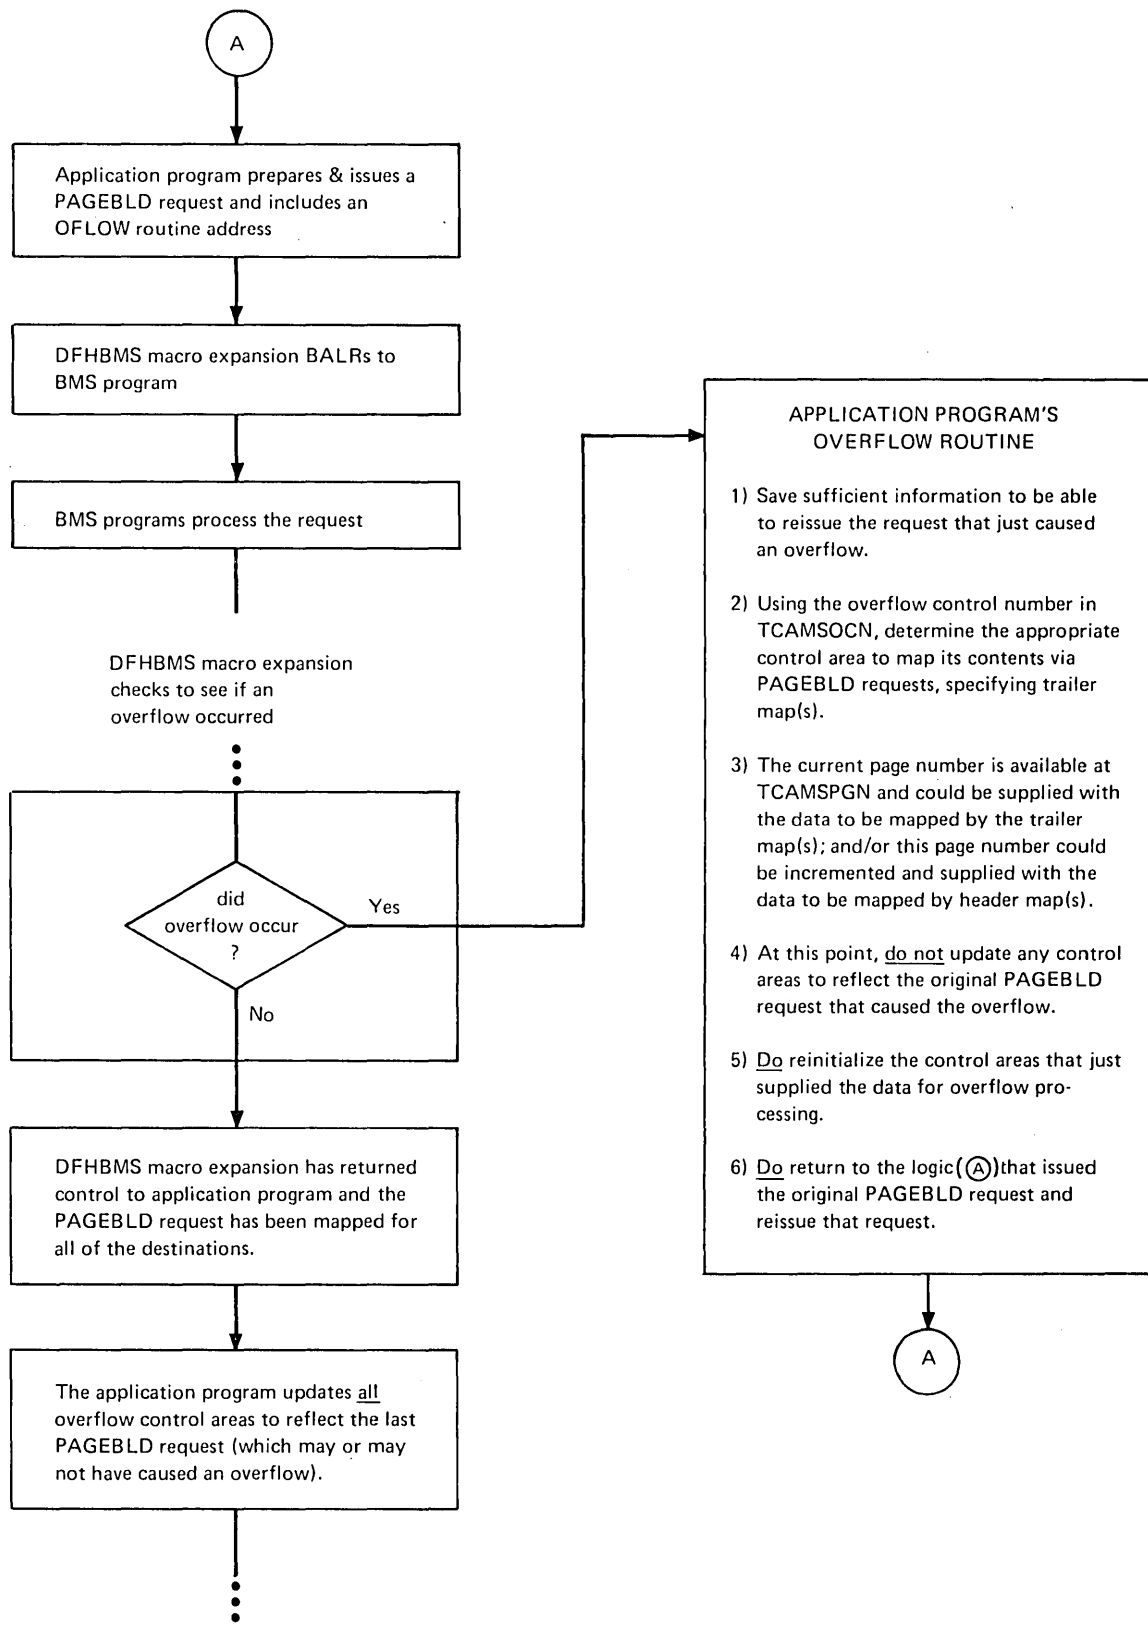 A
Application program prepares & issues a
PAGEBLD request and includes an
OFLOW routine address
DFHBMS macro expansion BALRs to
BMS program
BMS programs process the request
DFHBMS macro expansion
checks to see if an
overflow occurred
did
overflow occur
?
Yes
No
DFHBMS macro expansion has returned
control to application program and the
PAGEBLD request has been mapped for
all of the destinations.
The application program updates all
overflow control areas to reflect the last
PAGEBLD request (which may or may
not have caused an overflow).
APPLICATION PROGRAM'S
OVERFLOW ROUTINE
1) Save sufficient information to be able
to reissue the request that just caused
an overflow.
2) Using the overflow control number in
TCAMSOCN, determine the appropriate
control area to map its contents via
PAGEBLD requests, specifying trailer
map(s).
3) The current page number is available at
TCAMSPGN and could be supplied with
the data to be mapped by the trailer
map(s); and/or this page number could
be incremented and supplied with the
data to be mapped by header map(s).
4) At this point, do not update any control
areas to reflect the original PAGEBLD
request that caused the overflow.
5) Do reinitialize the control areas that just
supplied the data for overflow pro-
cessing.
6) Do return to the logic(Ⓐ)that issued
the original PAGEBLD request and
reissue that request.
A